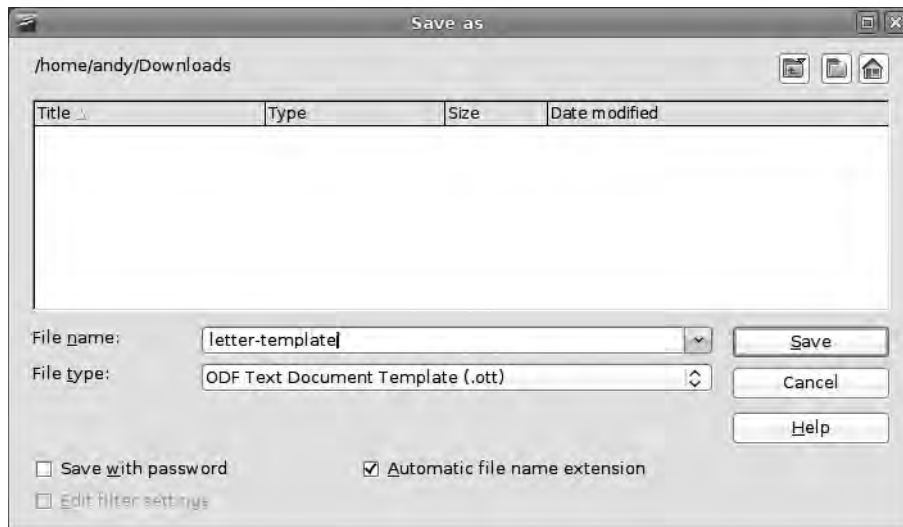 Save as
/home/andy/Downloads
Title Type Size Date modified
File name: letter-template Save
File type: ODF Text Document Template (.ott) Cancel
Help
Save with password Automatic file name extension
Edit filter settings